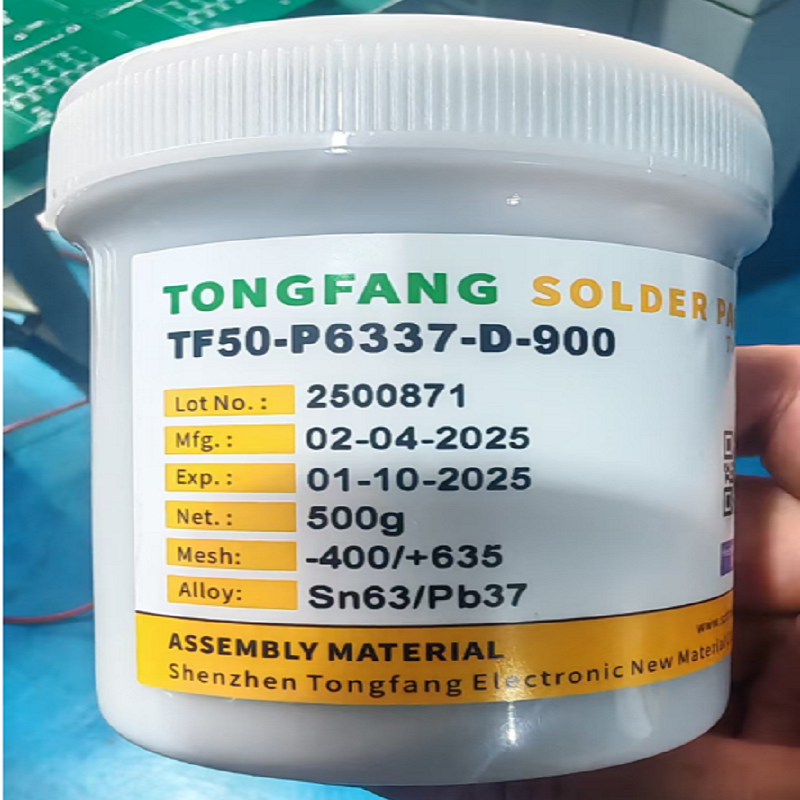 TONGFANG SOLDER
TF50-P6337-D-900
Lot No. : 2500871
Mfg. : 02-04-2025
Exp. : 01-10-2025
Net. : 500g
Mesh: -400/+635
Alloy: Sn63/Pb37
ASSEMBLY MATERIAL
Shenzhen Tongfang Electronic New Material